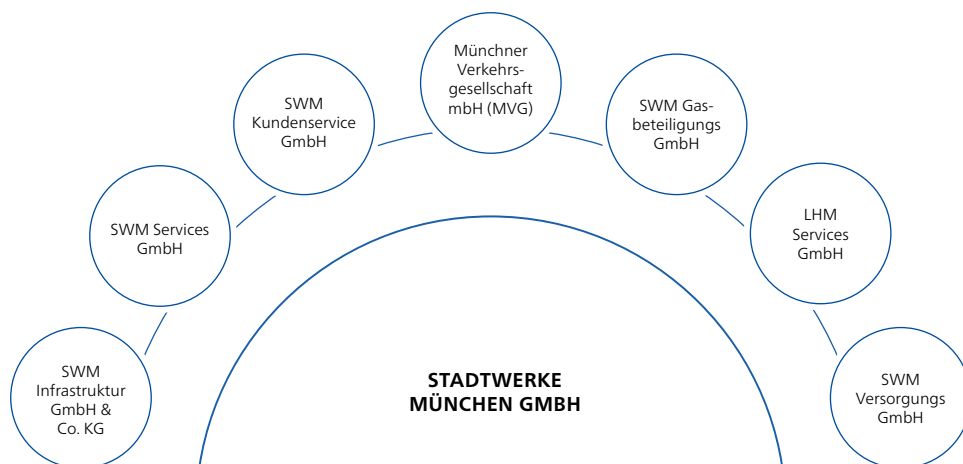 Münchner
Verkehrs-
gesellschaft
mbH (MVG)
SWM
Kundenservice
GmbH
SWM Gas-
beteiligungs
GmbH
SWM Services
GmbH
LHM
Services
GmbH
SWM
Infrastruktur
GmbH &
Co. KG
STADTWERKE
MÜNCHEN GMBH
SWM
Versorgungs
GmbH